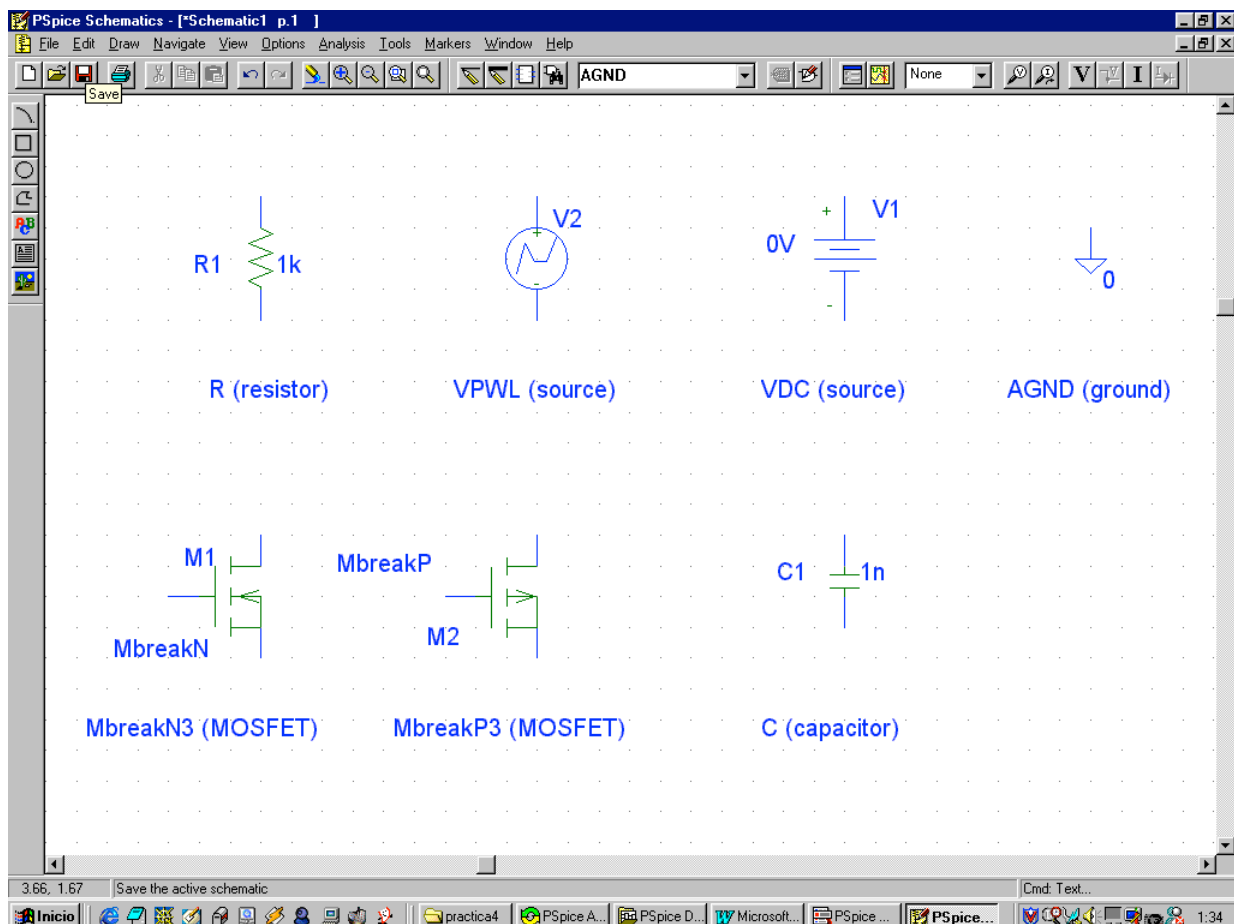 PSpice Schematics - [*Schematic1 p.1 ]
File Edit Draw Navigate View Options Analysis Tools Markers Window Help
AGND None V I
Save
R1 1k
V2
+
-
0V V1
+
-
0
R (resistor) VPWL (source) VDC (source) AGND (ground)
M1
MbreakN
MbreakP
M2
C1 1n
MbreakN3 (MOSFET) MbreakP3 (MOSFET) C (capacitor)
3.66, 1.67 Save the active schematic Cmd: Text...
Inicio practica4 PSpice A... PSpice D... Microsoft... PSpice ... PSpice... 1:34